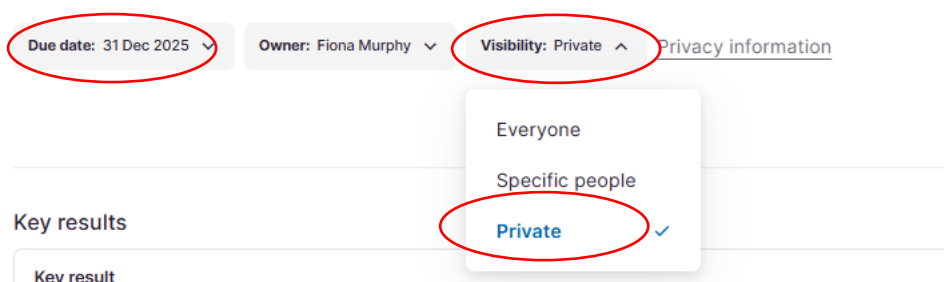 Due date: 31 Dec 2025 Owner: Fiona Murphy Visibility: Private Privacy information
Everyone
Specific people
Private
Key results
Key result